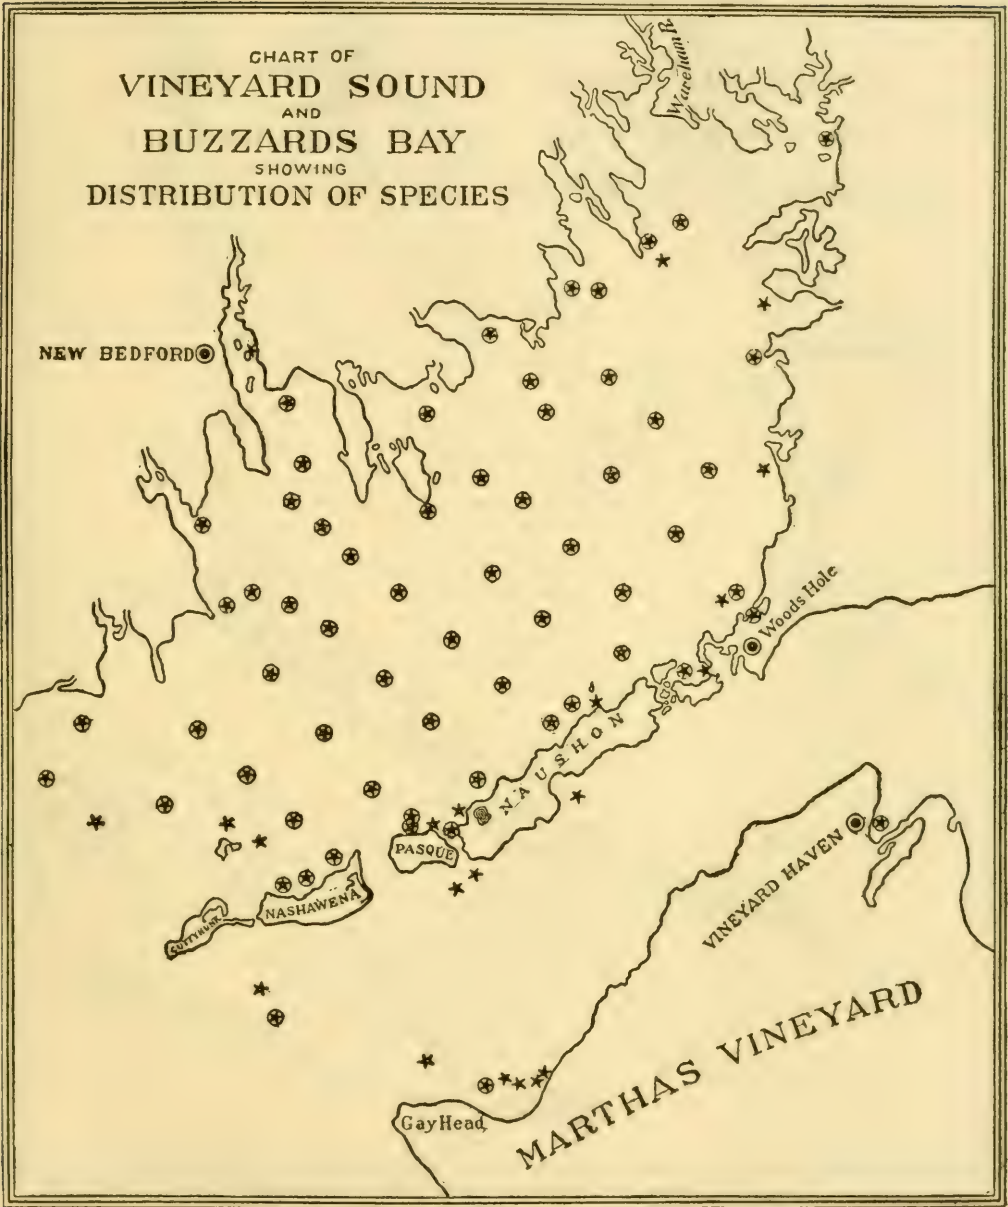 CHART OF
VINEYARD SOUND
AND
BUZZARDS BAY
SHOWING
DISTRIBUTION OF SPECIES
Wareham R.
NEW BEDFORD
Woods Hole
NAUSHON
PASQUE
NASHAWENA
CUTTYHUNK
VINEYARD HAVEN
MARTHAS VINEYARD
Gay Head